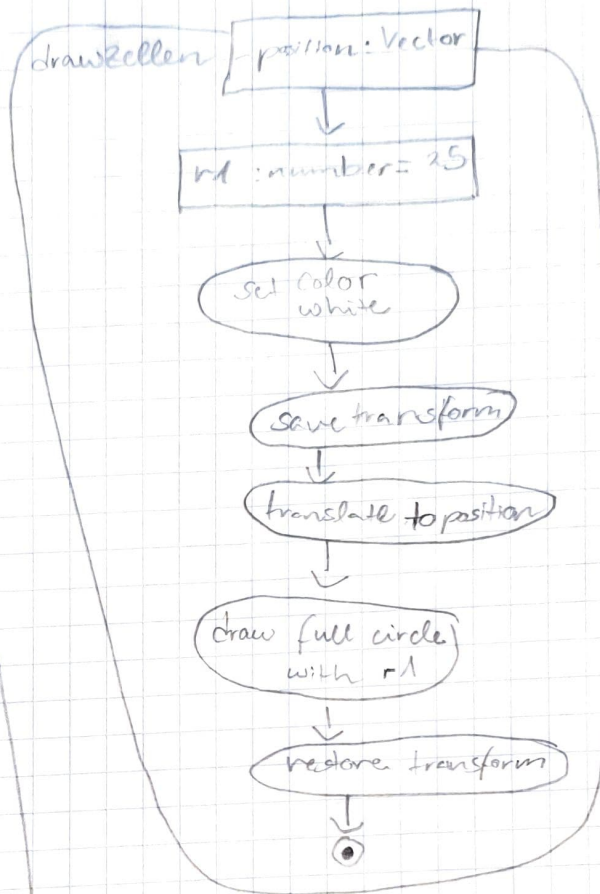 drawZellen
position: Vector
r1 : number = 25
set color
white
save transform
translate to position
draw full circle
with r1
restore transform